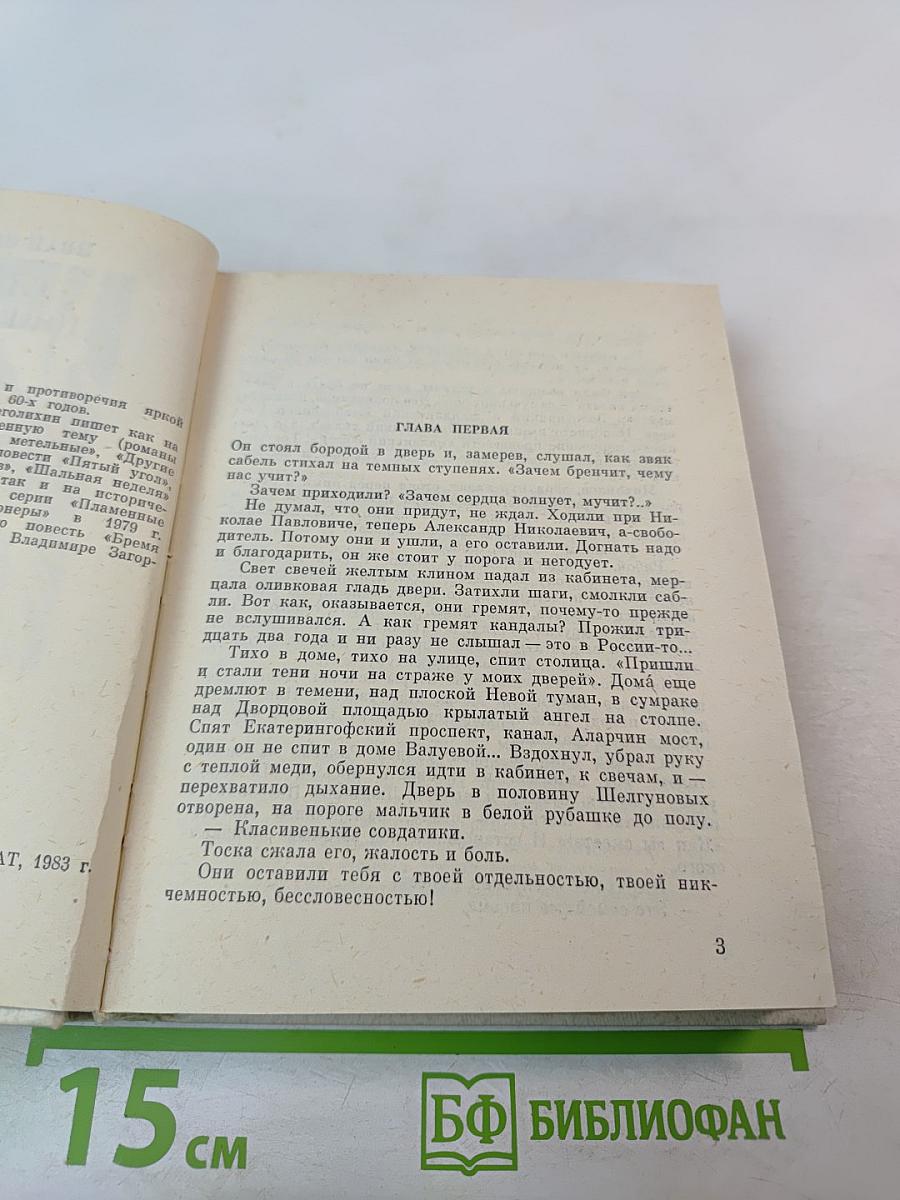 и противоречия яркой
60-х годов.
еголихин пишет как на
енную тему (романы
метельные», «Другие
повести «Пятый угол»,
в», «Шальная неделя»
так и на историче-
серии «Пламенные
ионеры» в 1979 г.
о повесть «Бремя
Владимире Загор-
АТ, 1983 г.
ГЛАВА ПЕРВАЯ
Он стоял бородой в дверь и, замерев, слушал, как звяк
сабель стихал на темных ступенях. «Зачем бренчит, чему
нас учит?»
Зачем приходили? «Зачем сердца волнует, мучит?..»
Не думал, что они придут, не ждал. Ходили при Ни-
колае Павловиче, теперь Александр Николаевич, а-свобо-
дитель. Потому они и ушли, а его оставили. Догнать надо
и благодарить, он же стоит у порога и негодует.
Свет свечей желтым клином падал из кабинета, мер-
цала оливковая гладь двери. Затихли шаги, смолкли саб-
ли. Вот как, оказывается, они гремят, почему-то прежде
не вслушивался. А как гремят кандалы? Прожил три-
дцать два года и ни разу не слышал — это в России-то...
Тихо в доме, тихо на улице, спит столица. «Пришли
и стали тени ночи на страже у моих дверей». Дома́ еще
дремлют в темени, над плоской Невой туман, в сумраке
над Дворцовой площадью крылатый ангел на столпе.
Спят Екатерингофский проспект, канал, Аларчин мост,
один он не спит в доме Валуевой... Вздохнул, убрал руку
с теплой меди, обернулся идти в кабинет, к свечам, и —
перехватило дыхание. Дверь в половину Шелгуновых
отворена, на пороге мальчик в белой рубашке до полу.
— Класивенькие совдатики.
Тоска сжала его, жалость и боль.
Они оставили тебя с твоей отдельностью, твоей ник-
чемностью, бессловесностью!
3
15 см
БФ БИБЛИОФАН